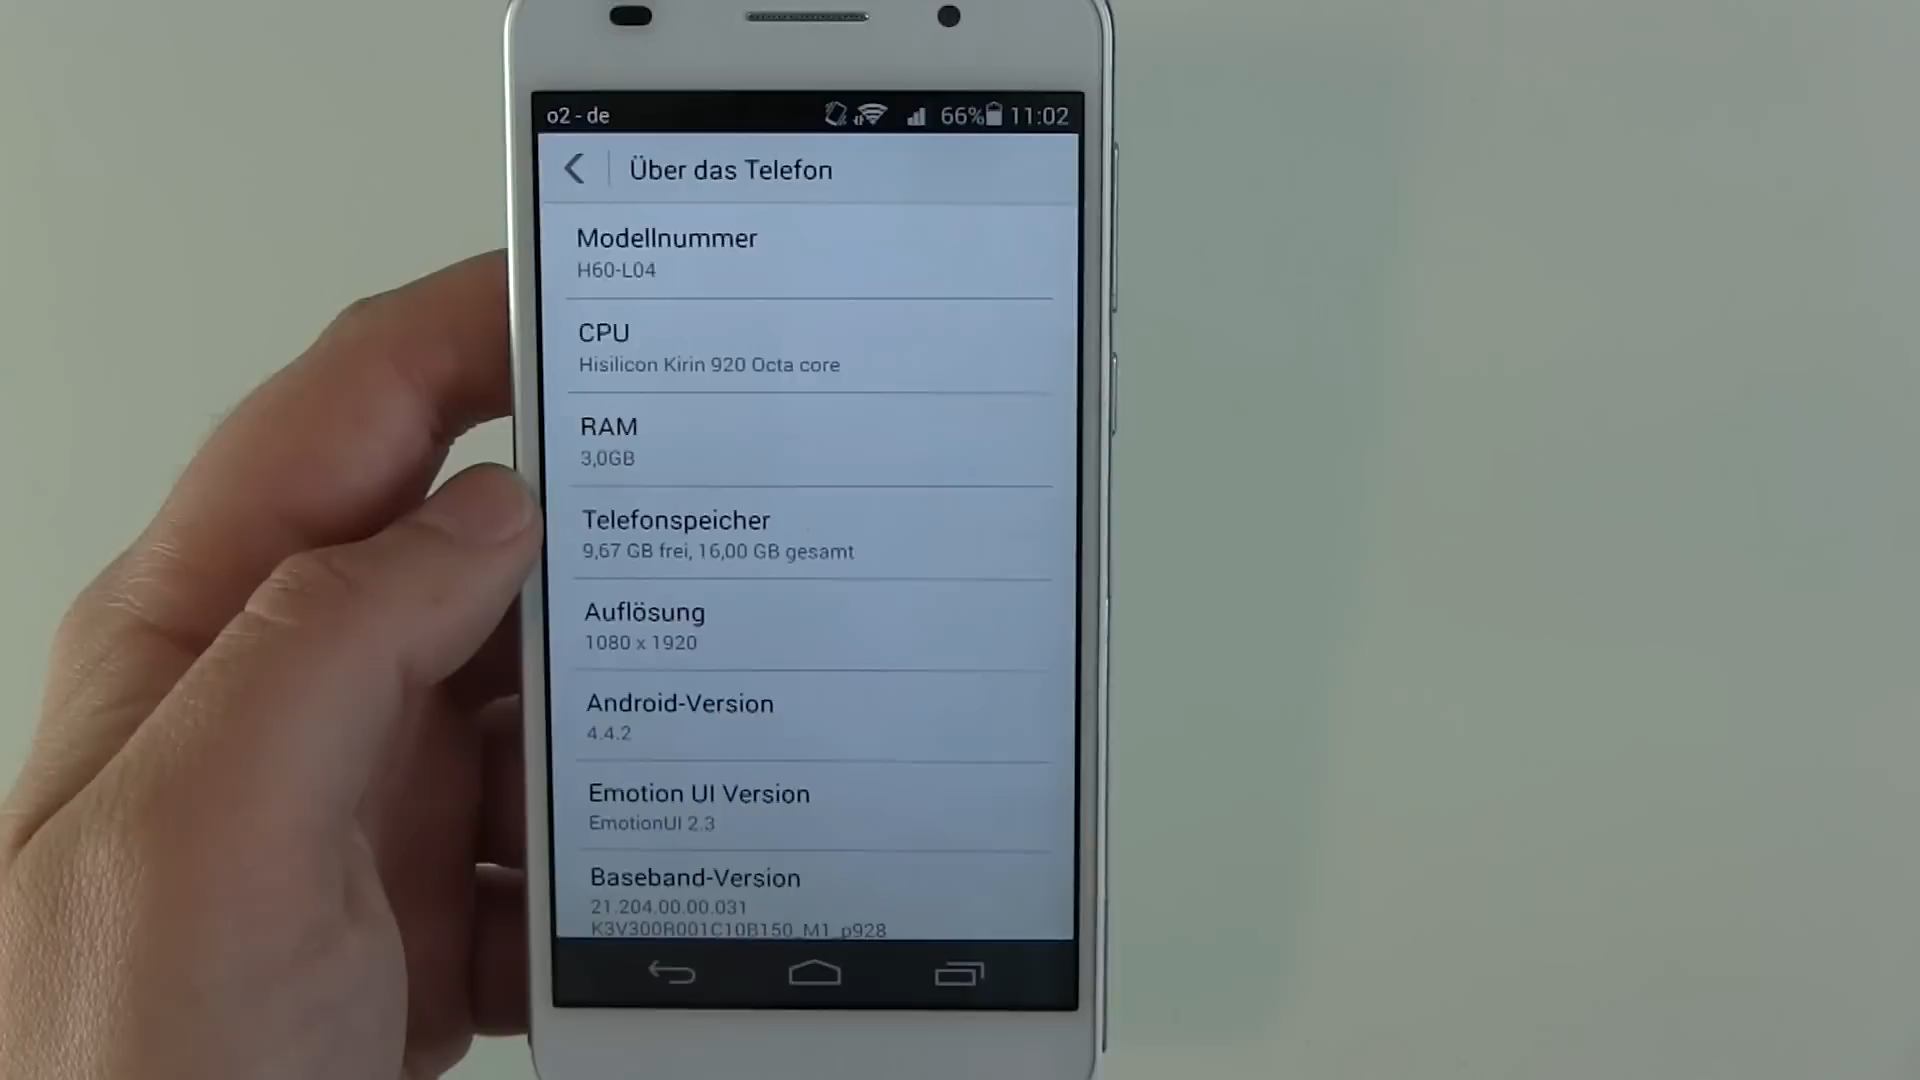 o2 - de 66% 11:02
Über das Telefon
Modellnummer
H60-L04
CPU
Hisilicon Kirin 920 Octa core
RAM
3,0GB
Telefonspeicher
9,67 GB frei, 16,00 GB gesamt
Auflösung
1080 x 1920
Android-Version
4.4.2
Emotion UI Version
EmotionUI 2.3
Baseband-Version
21.204.00.00.031
K3V300R001C10B150_M1_p928